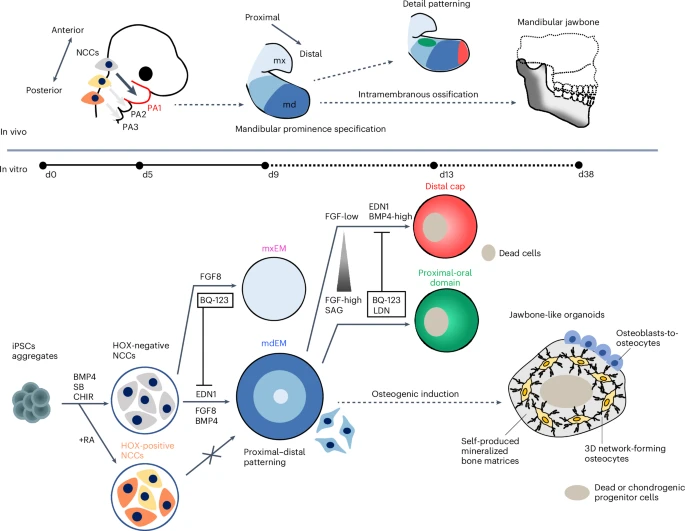 Anterior
NCCs
Posterior
PA1
PA2
PA3
Proximal
Distal
mx
md
Mandibular prominence specification
Detail patterning
Intramembranous ossification
Mandibular jawbone
In vivo
In vitro
d0
d5
d9
d13
d38
iPSCs
aggregates
BMP4
SB
CHIR
+RA
HOX-negative
NCCs
HOX-positive
NCCs
FGF8
BQ-123
EDN1
FGF8
BMP4
mxEM
mdEM
Proximal–distal
patterning
FGF-low
EDN1
BMP4-high
FGF-high
SAG
BQ-123
LDN
Distal cap
Dead cells
Proximal-oral
domain
Osteogenic induction
Jawbone-like organoids
Osteoblasts-to-
osteocytes
Self-produced
mineralized
bone matrices
3D network-forming
osteocytes
Dead or chondrogenic
progenitor cells